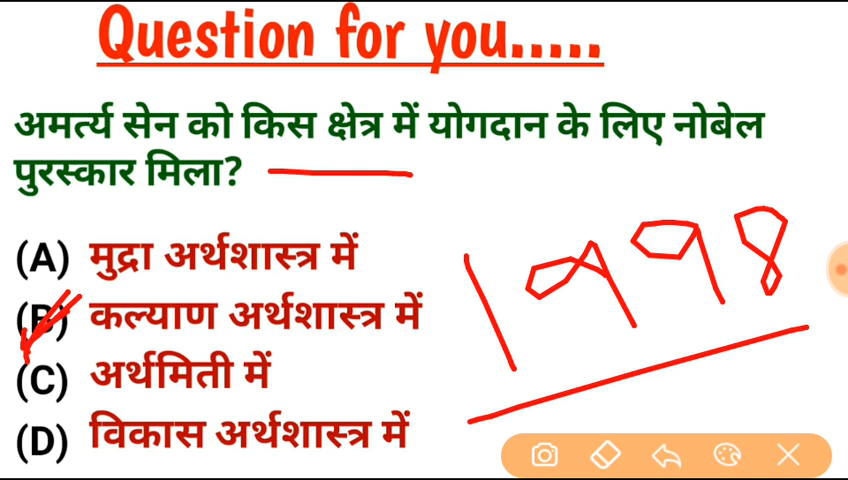 Question for you.....
अमर्त्य सेन को किस क्षेत्र में योगदान के लिए नोबेल
पुरस्कार मिला?
(A) मुद्रा अर्थशास्त्र में
(B) कल्याण अर्थशास्त्र में
(C) अर्थमिती में
(D) विकास अर्थशास्त्र में
1998